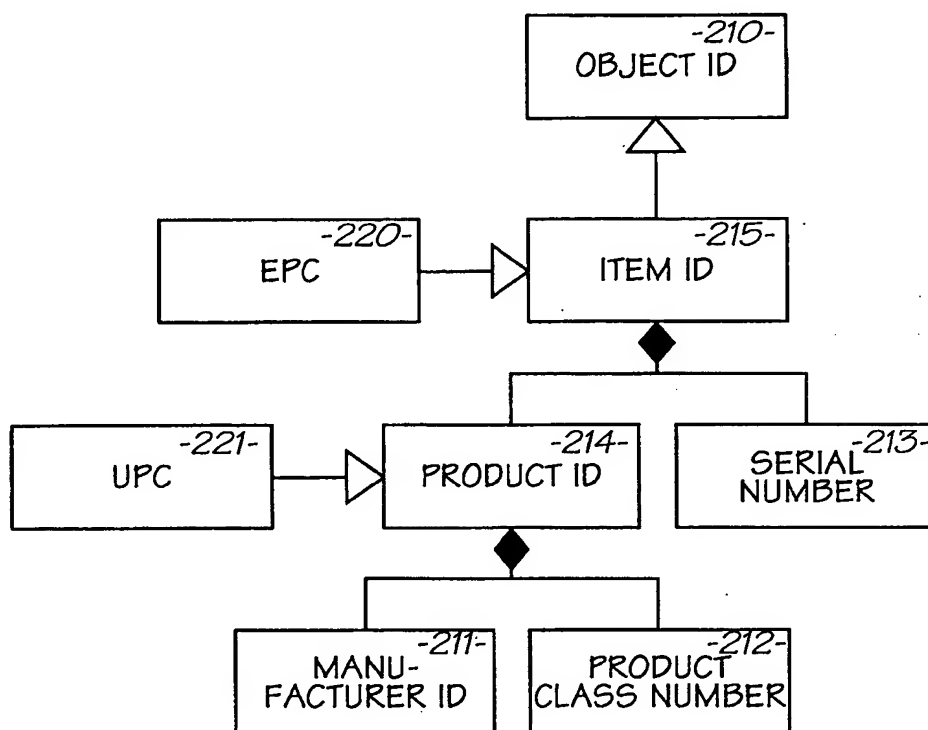 -210-
OBJECT ID
-220-
EPC
-215-
ITEM ID
-221-
UPC
-214-
PRODUCT ID
-213-
SERIAL
NUMBER
-211-
MANU-
FACTURER ID
-212-
PRODUCT
CLASS NUMBER